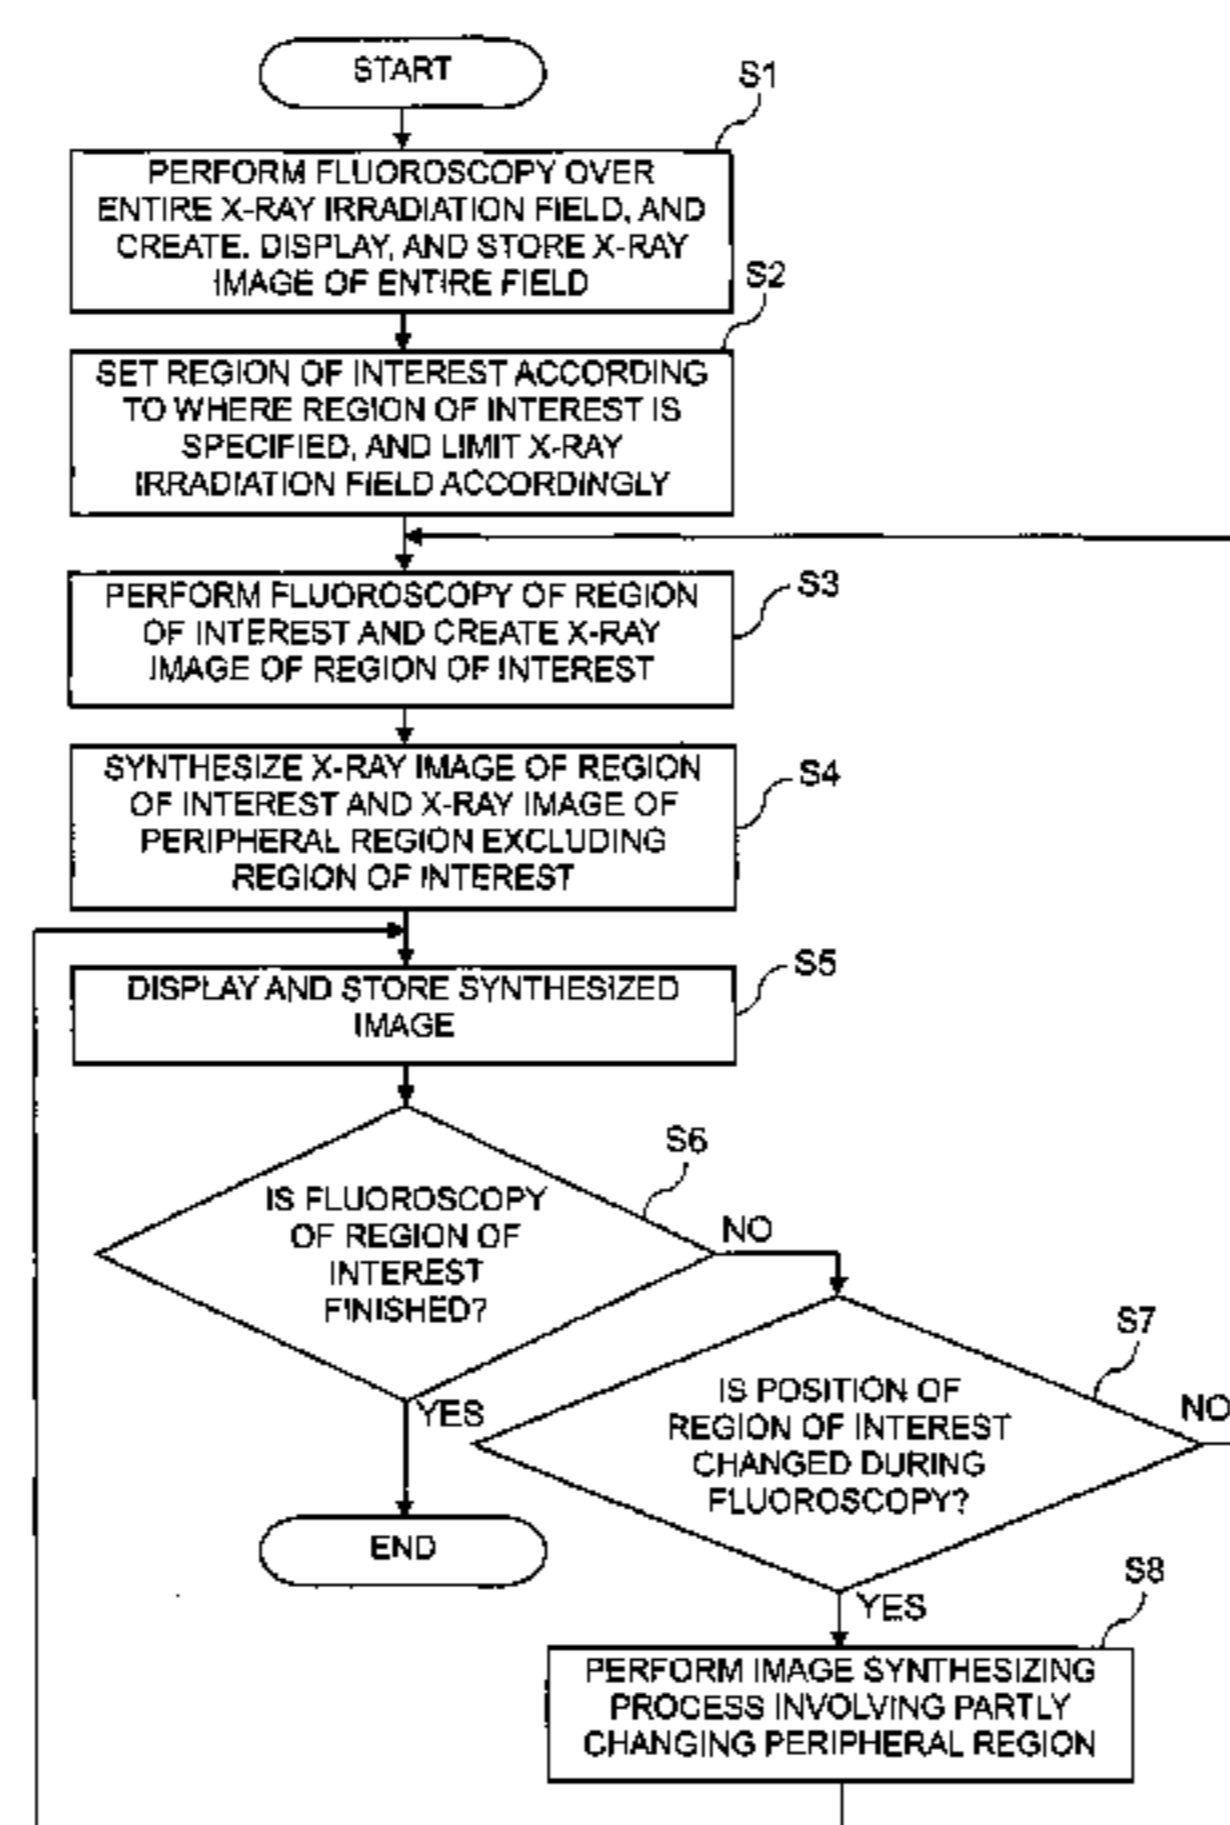 START
S1
PERFORM FLUOROSCOPY OVER
ENTIRE X-RAY IRRADIATION FIELD, AND
CREATE. DISPLAY, AND STORE X-RAY
IMAGE OF ENTIRE FIELD
S2
SET REGION OF INTEREST ACCORDING
TO WHERE REGION OF INTEREST IS
SPECIFIED, AND LIMIT X-RAY
IRRADIATION FIELD ACCORDINGLY
S3
PERFORM FLUOROSCOPY OF REGION
OF INTEREST AND CREATE X-RAY
IMAGE OF REGION OF INTEREST
S4
SYNTHESIZE X-RAY IMAGE OF REGION
OF INTEREST AND X-RAY IMAGE OF
PERIPHERAL REGION EXCLUDING
REGION OF INTEREST
S5
DISPLAY AND STORE SYNTHESIZED
IMAGE
S6
IS FLUOROSCOPY
OF REGION OF
INTEREST
FINISHED?
NO
YES
END
S7
IS POSITION OF
REGION OF INTEREST
CHANGED DURING
FLUOROSCOPY?
NO
YES
S8
PERFORM IMAGE SYNTHESIZING
PROCESS INVOLVING PARTLY
CHANGING PERIPHERAL REGION